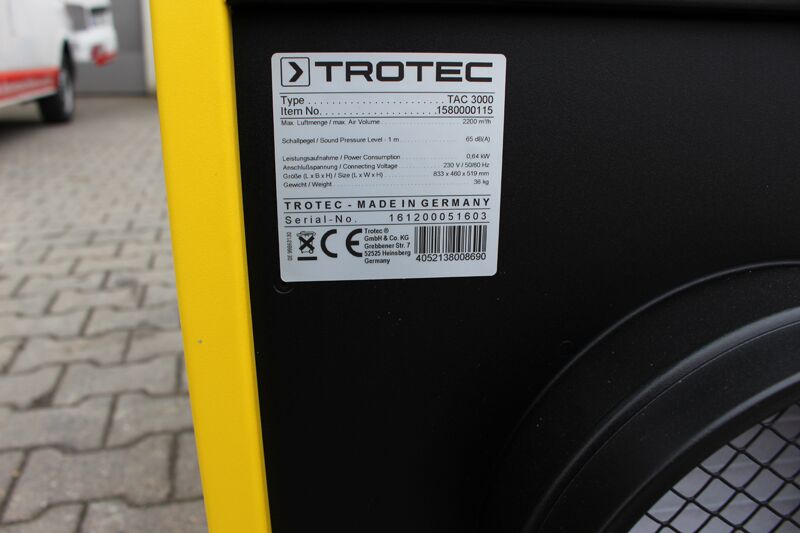 TROTEC
Type . . . . . . . . . . . . . . . . . . . . . . . . TAC 3000
Item No. . . . . . . . . . . . . . . . . . . . . 1580000115
Max. Luftmenge / max. Air Volume 2200 m³/h
Schallpegel / Sound Pressure Level - 1 m 65 dB(A)
Leistungsaufnahme / Power Consumption 0,64 kW
Anschlußspannung / Connecting Voltage 230 V / 50/60 Hz
Größe (L x B x H) / Size (L x W x H) 833 x 460 x 519 mm
Gewicht / Weight 36 kg
TROTEC - MADE IN GERMANY
Serial-No. 161200051603
CE
Trotec ®
GmbH & Co. KG
Grebbener Str. 7
52525 Heinsberg
Germany
4052138008690